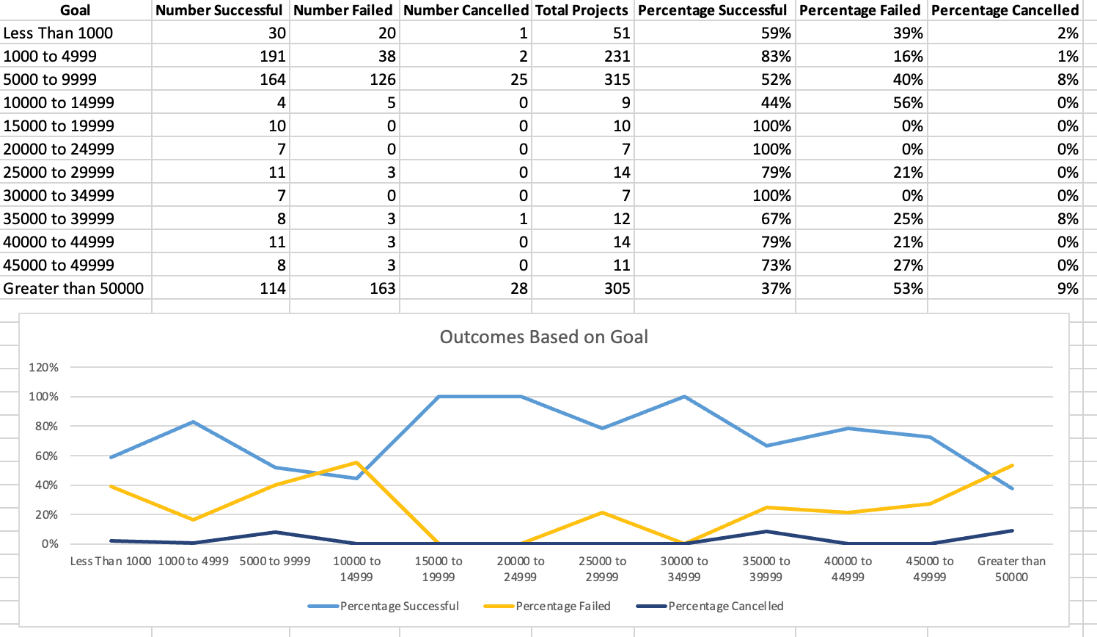 Goal Number Successful Number Failed Number Cancelled Total Projects Percentage Successful Percentage Failed Percentage Cancelled
Less Than 1000 30 20 1 51 59% 39% 2%
1000 to 4999 191 38 2 231 83% 16% 1%
5000 to 9999 164 126 25 315 52% 40% 8%
10000 to 14999 4 5 0 9 44% 56% 0%
15000 to 19999 10 0 0 10 100% 0% 0%
20000 to 24999 7 0 0 7 100% 0% 0%
25000 to 29999 11 3 0 14 79% 21% 0%
30000 to 34999 7 0 0 7 100% 0% 0%
35000 to 39999 8 3 1 12 67% 25% 8%
40000 to 44999 11 3 0 14 79% 21% 0%
45000 to 49999 8 3 0 11 73% 27% 0%
Greater than 50000 114 163 28 305 37% 53% 9%
Outcomes Based on Goal
120%
100%
80%
60%
40%
20%
0%
Less Than 1000 1000 to 4999 5000 to 9999 10000 to 15000 to 20000 to 25000 to 30000 to 35000 to 40000 to 45000 to Greater than
14999 19999 24999 29999 34999 39999 44999 49999 50000
Percentage Successful Percentage Failed Percentage Cancelled